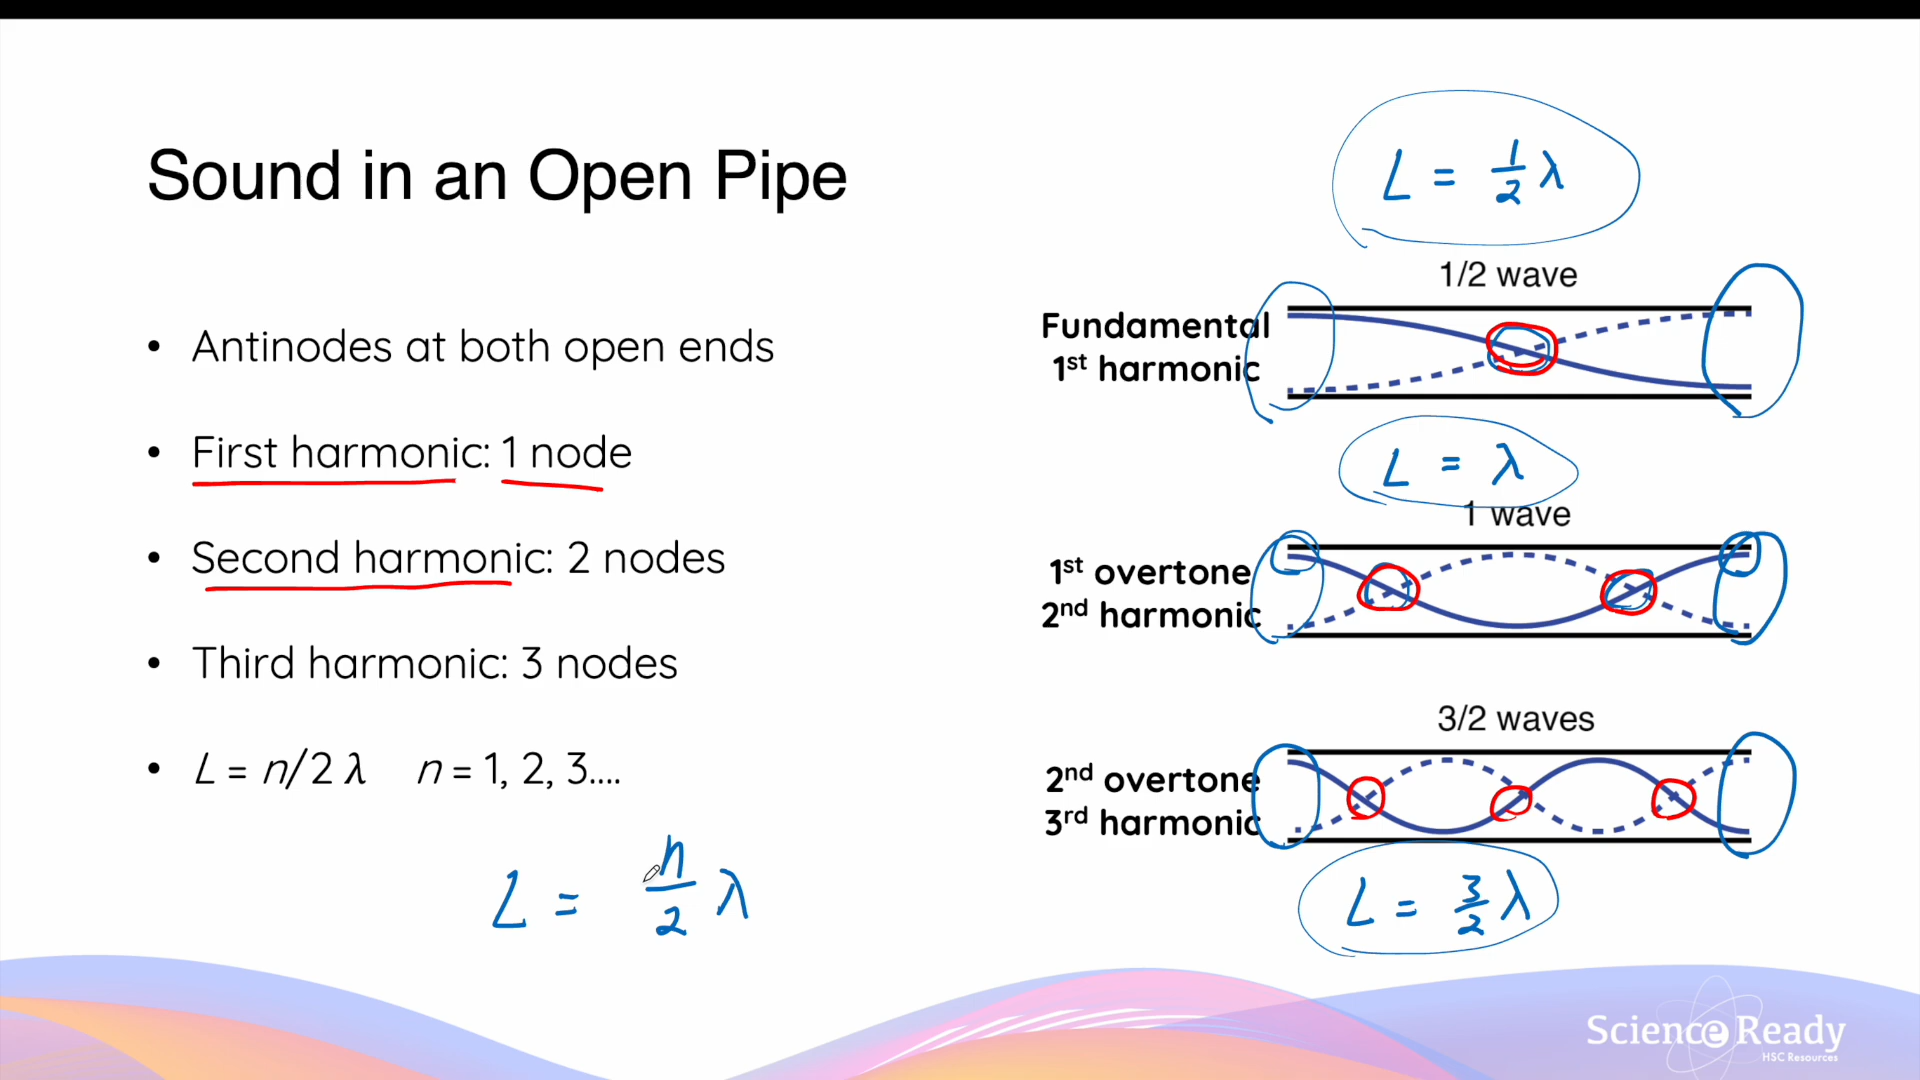 Sound in an Open Pipe
• Antinodes at both open ends
• First harmonic: 1 node
• Second harmonic: 2 nodes
• Third harmonic: 3 nodes
• L = n/2 λ n = 1, 2, 3....
L = n/2 λ
L = 1/2 λ
1/2 wave
Fundamental
1st harmonic
L = λ
1 wave
1st overtone
2nd harmonic
3/2 waves
2nd overtone
3rd harmonic
L = 3/2 λ
Science Ready
HSC Resources